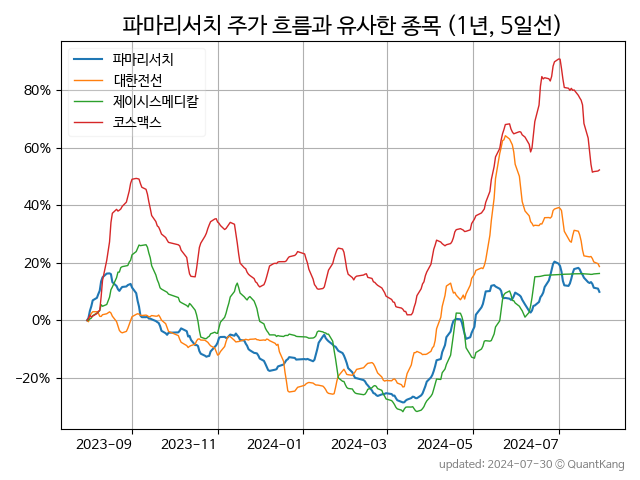 파마리서치 주가 흐름과 유사한 종목 (1년, 5일선)
파마리서치
대한전선
제이시스메디칼
코스맥스
80%
60%
40%
20%
0%
−20%
2023-09 2023-11 2024-01 2024-03 2024-05 2024-07
updated: 2024-07-30 © QuantKang